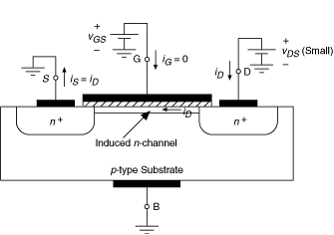 +
vGS
−
+
vDS (Small)
−
S
iS = iD
G
iG = 0
iD
D
n+
n+
iD
Induced n-channel
p-type Substrate
B